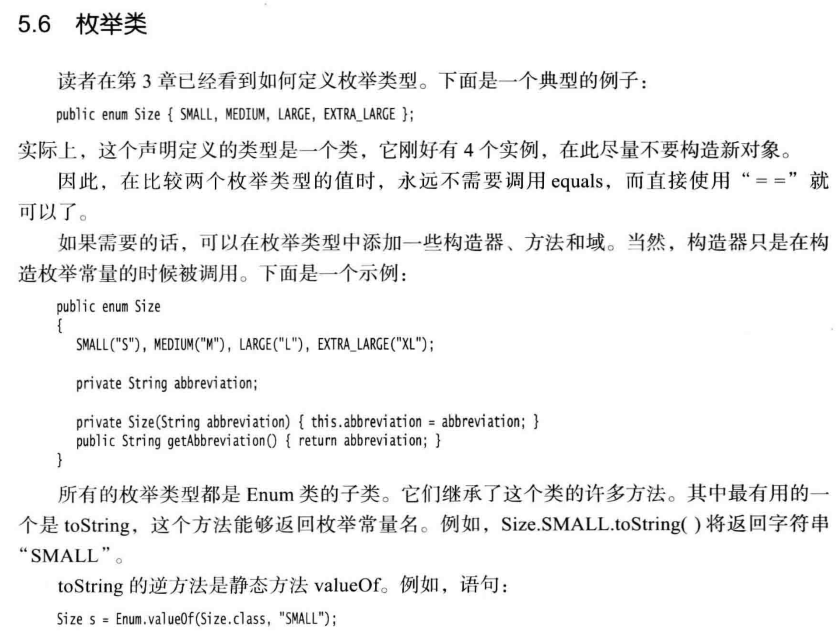 5.6 枚举类
读者在第 3 章已经看到如何定义枚举类型。下面是一个典型的例子：
public enum Size { SMALL, MEDIUM, LARGE, EXTRA_LARGE };
实际上，这个声明定义的类型是一个类，它刚好有 4 个实例，在此尽量不要构造新对象。
因此，在比较两个枚举类型的值时，永远不需要调用 equals，而直接使用“= =”就
可以了。
如果需要的话，可以在枚举类型中添加一些构造器、方法和域。当然，构造器只是在构
造枚举常量的时候被调用。下面是一个示例：
public enum Size
{
SMALL("S"), MEDIUM("M"), LARGE("L"), EXTRA_LARGE("XL");
private String abbreviation;
private Size(String abbreviation) { this.abbreviation = abbreviation; }
public String getAbbreviation() { return abbreviation; }
}
所有的枚举类型都是 Enum 类的子类。它们继承了这个类的许多方法。其中最有用的一
个是 toString，这个方法能够返回枚举常量名。例如，Size.SMALL.toString( ) 将返回字符串
“SMALL”。
toString 的逆方法是静态方法 valueOf。例如，语句：
Size s = Enum.valueOf(Size.class, "SMALL");